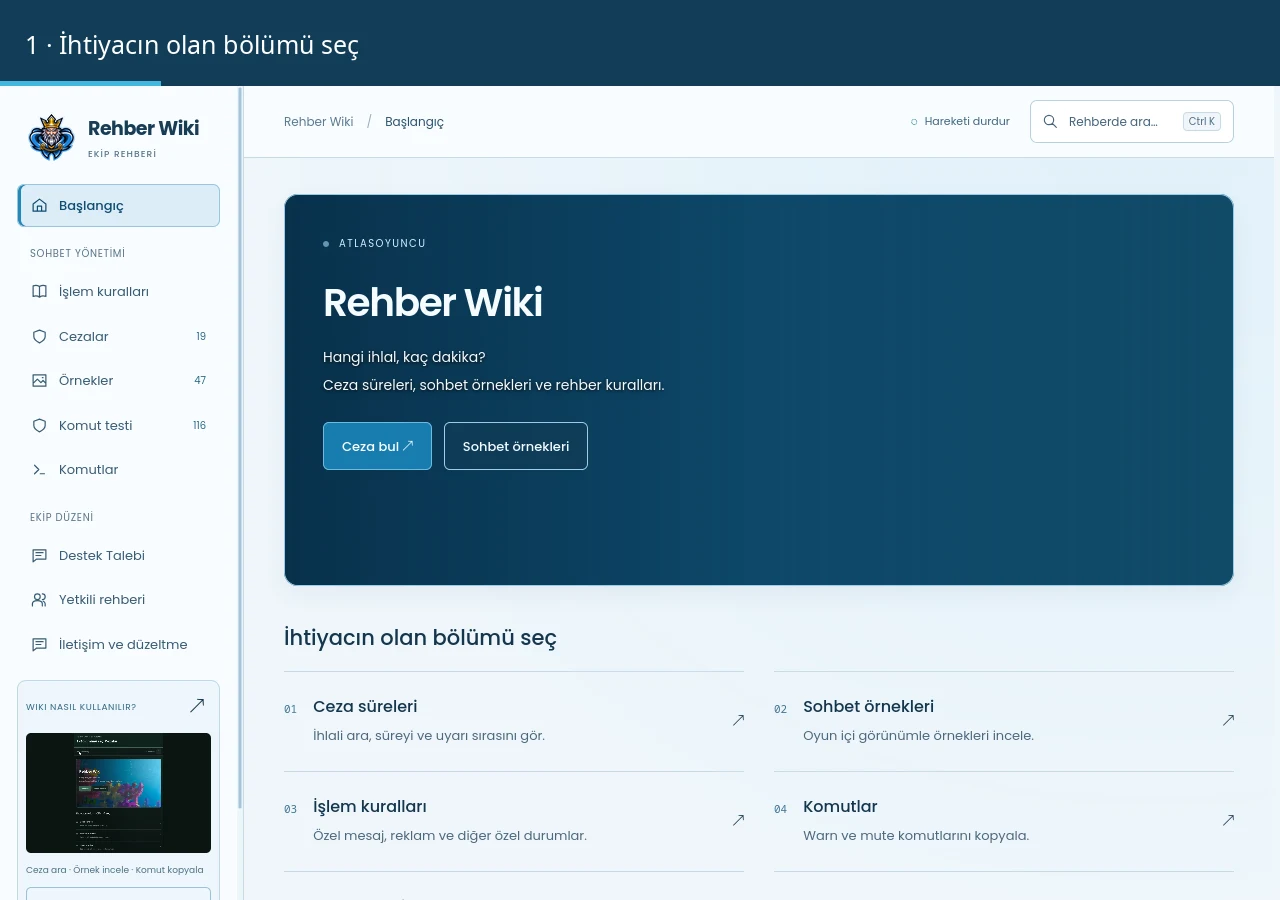 1 · İhtiyacın olan bölümü seç
Rehber Wiki
EKİP REHBERİ
Başlangıç
SOHBET YÖNETİMİ
İşlem kuralları
Cezalar 19
Örnekler 47
Komut testi 116
Komutlar
EKİP DÜZENİ
Destek Talebi
Yetkili rehberi
İletişim ve düzeltme
WIKI NASIL KULLANILIR?
Ceza ara · Örnek incele · Komut kopyala
Rehber Wiki / Başlangıç
Hareketi durdur
Rehberde ara...
Ctrl K
ATLASOYUNCU
Rehber Wiki
Hangi ihlal, kaç dakika?
Ceza süreleri, sohbet örnekleri ve rehber kuralları.
Ceza bul
Sohbet örnekleri
İhtiyacın olan bölümü seç
01 Ceza süreleri
İhlali ara, süreyi ve uyarı sırasını gör.
02 Sohbet örnekleri
Oyun içi görünümle örnekleri incele.
03 İşlem kuralları
Özel mesaj, reklam ve diğer özel durumlar.
04 Komutlar
Warn ve mute komutlarını kopyala.